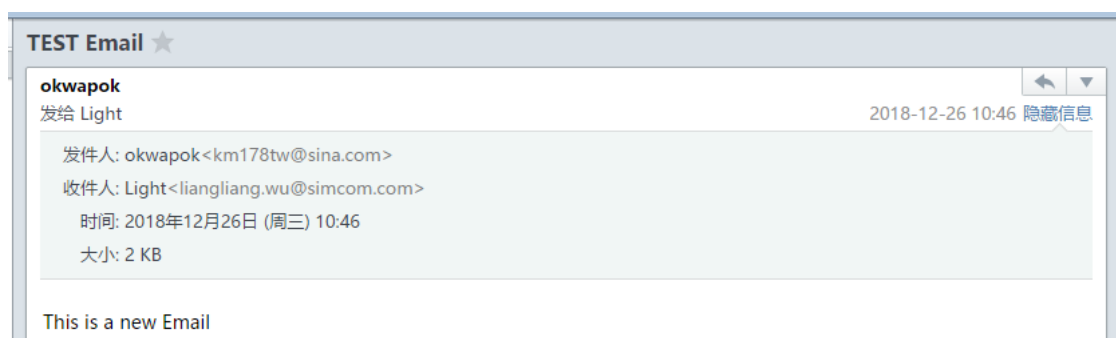 TEST Email
okwapok
发给 Light
2018-12-26 10:46 隐藏信息
发件人: okwapok<km178tw@sina.com>
收件人: Light<liangliang.wu@simcom.com>
时间: 2018年12月26日 (周三) 10:46
大小: 2 KB
This is a new Email